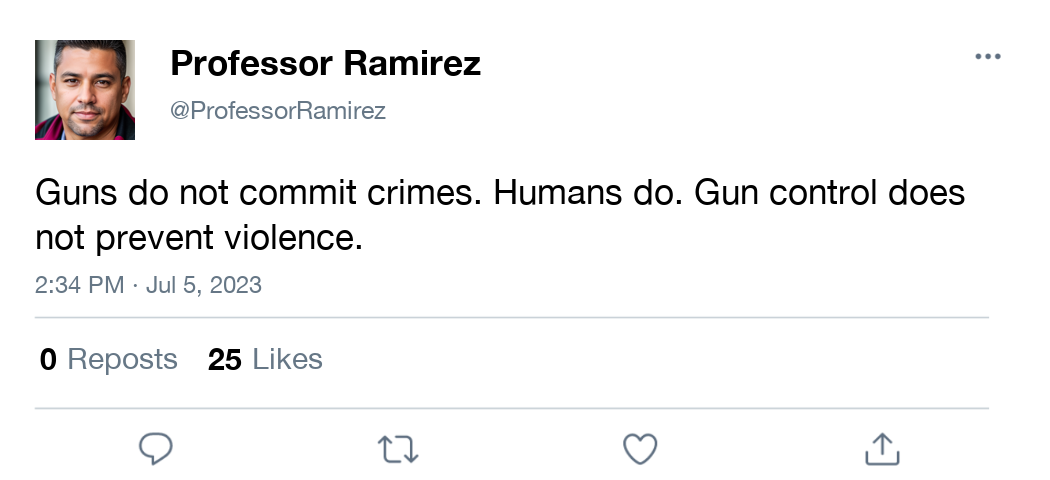 Professor Ramirez
@ProfessorRamirez
Guns do not commit crimes. Humans do. Gun control does
not prevent violence.
2:34 PM · Jul 5, 2023
0 Reposts 25 Likes